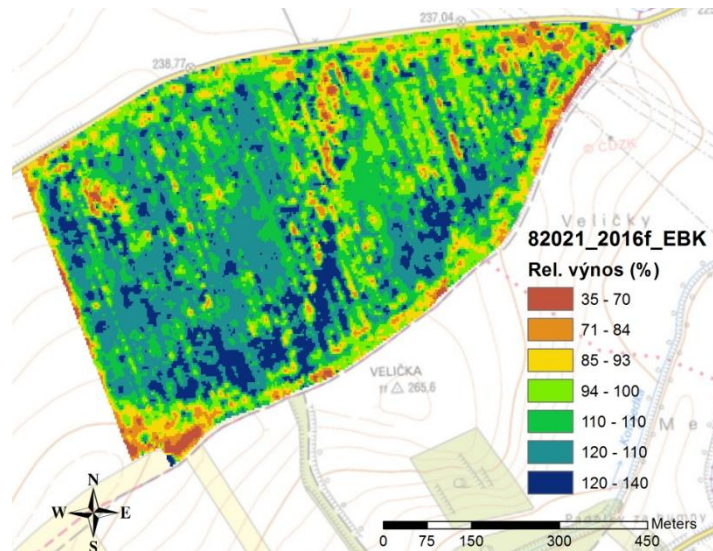 237,04
238,77
© ČÚZK
Veličky
82021_2016f_EBK
Rel. výnos (%)
35 - 70
71 - 84
85 - 93
94 - 100
110 - 110
120 - 110
120 - 140
VELIČKA
265,6
M e
N
W E
S
Meters
0 75 150 300 450